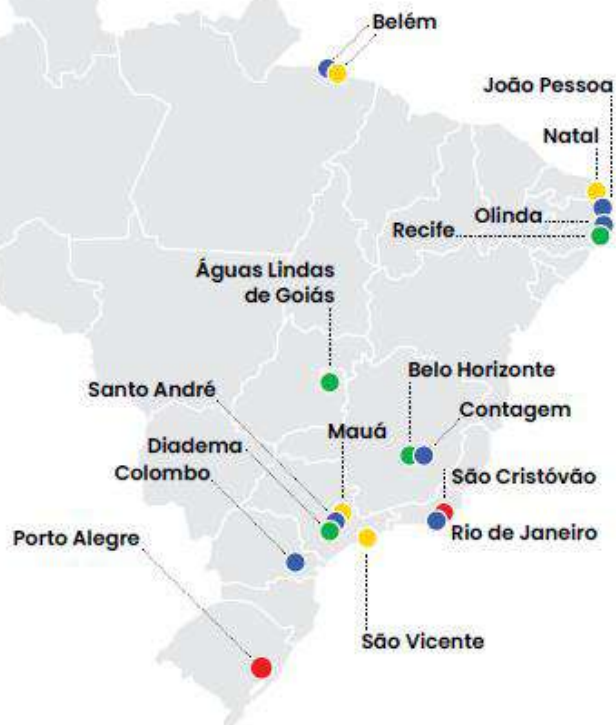 Belém
João Pessoa
Natal
Olinda
Recife
Águas Lindas
de Goiás
Belo Horizonte
Santo André
Contagem
Mauá
Diadema
Colombo
São Cristóvão
Rio de Janeiro
Porto Alegre
São Vicente